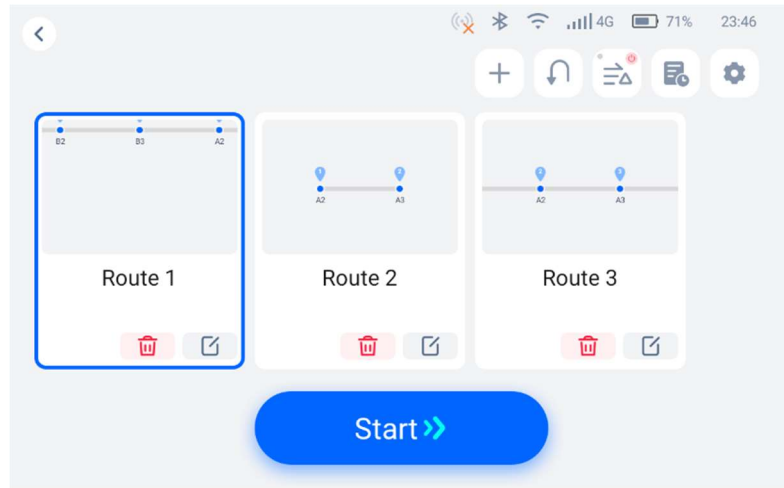 4G 71% 23:46
B2 B3 A2
A2 A3
A2 A3
Route 1 Route 2 Route 3
Start